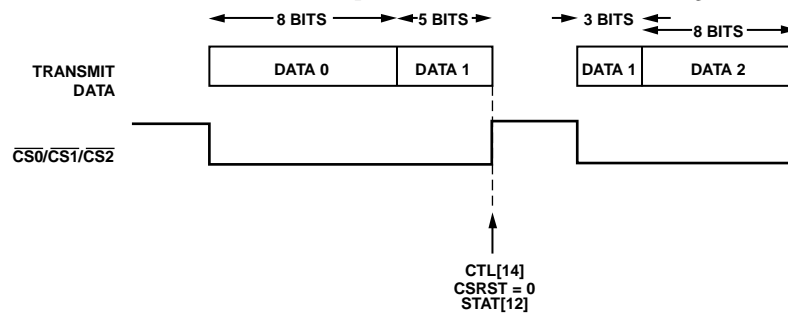 8 BITS 5 BITS 3 BITS
8 BITS
TRANSMIT DATA 0 DATA 1 DATA 1 DATA 2
DATA
CS0/CS1/CS2
CTL[14]
CSRST = 0
STAT[12]